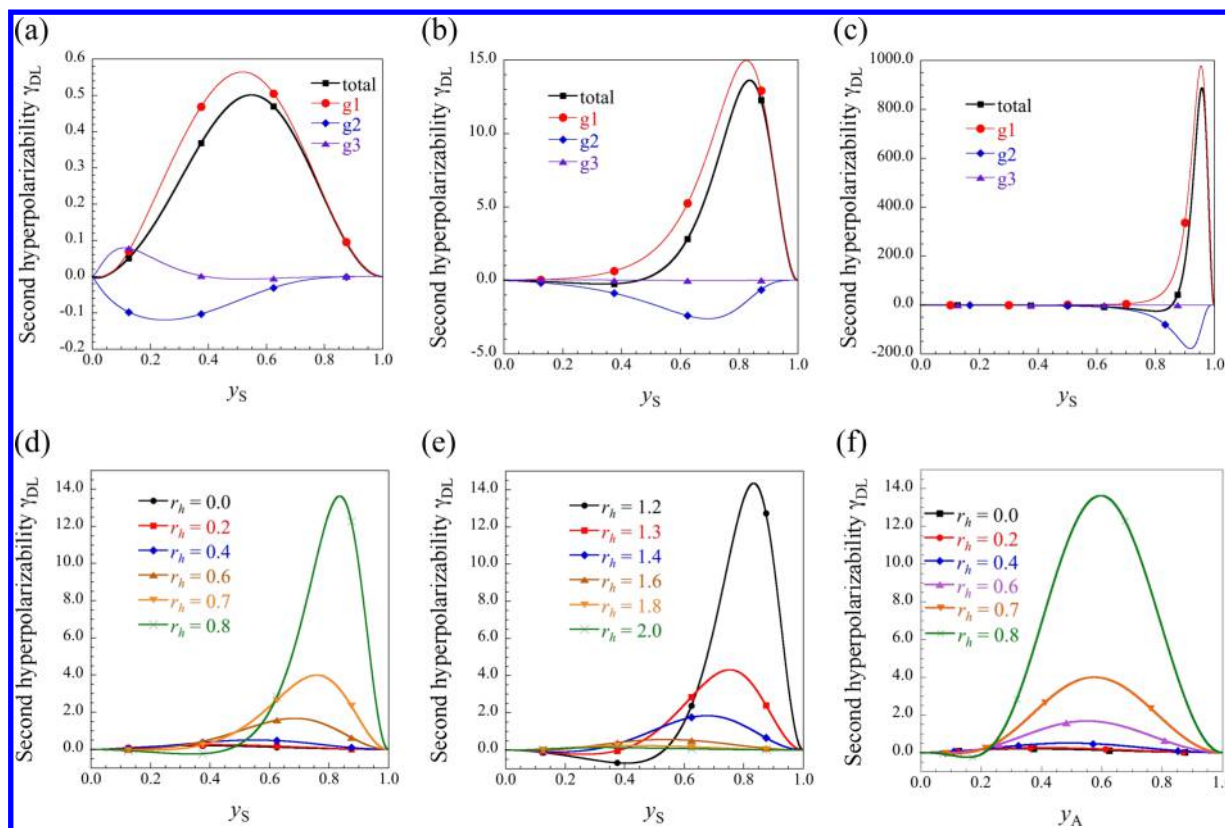 (a)
Second hyperpolarizability γDL
0.6
0.5
0.4
0.3
0.2
0.1
0.0
-0.1
-0.2
total
g1
g2
g3
0.0 0.2 0.4 0.6 0.8 1.0
yS
(b)
Second hyperpolarizability γDL
15.0
10.0
5.0
0.0
-5.0
total
g1
g2
g3
0.0 0.2 0.4 0.6 0.8 1.0
yS
(c)
Second hyperpolarizability γDL
1000.0
800.0
600.0
400.0
200.0
0.0
-200.0
total
g1
g2
g3
0.0 0.2 0.4 0.6 0.8 1.0
yS
(d)
Second hyperpolarizability γDL
14.0
12.0
10.0
8.0
6.0
4.0
2.0
0.0
rh = 0.0
rh = 0.2
rh = 0.4
rh = 0.6
rh = 0.7
rh = 0.8
0.0 0.2 0.4 0.6 0.8 1.0
yS
(e)
Second hyperpolarizability γDL
14.0
12.0
10.0
8.0
6.0
4.0
2.0
0.0
rh = 1.2
rh = 1.3
rh = 1.4
rh = 1.6
rh = 1.8
rh = 2.0
0.0 0.2 0.4 0.6 0.8 1.0
yS
(f)
Second hyperpolarizability γDL
14.0
12.0
10.0
8.0
6.0
4.0
2.0
0.0
rh = 0.0
rh = 0.2
rh = 0.4
rh = 0.6
rh = 0.7
rh = 0.8
0.0 0.2 0.4 0.6 0.8 1.0
yA